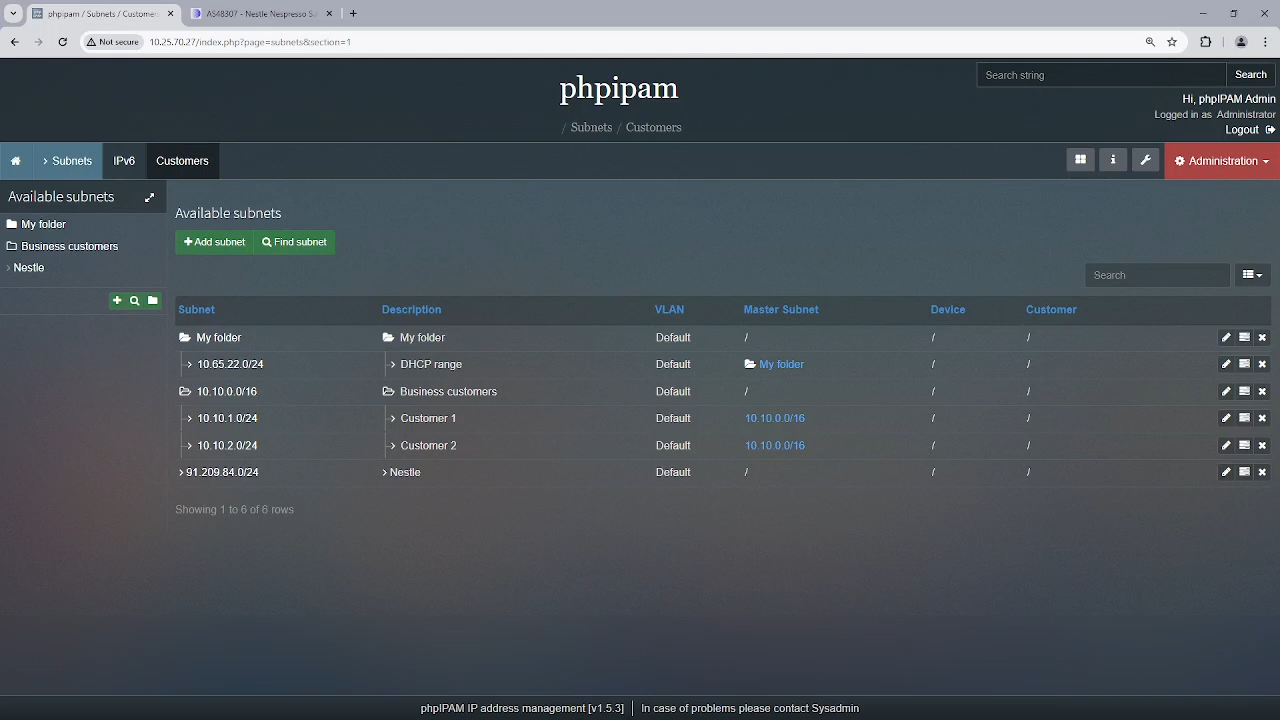 phpipam / Subnets / Customers
AS48307 - Nestle Nespresso S.
Not secure
10.25.70.27/index.php?page=subnets&section=1
phpipam
/ Subnets / Customers
Search string
Search
Hi, phpIPAM Admin
Logged in as Administrator
Logout
Subnets
IPv6
Customers
Administration
Available subnets
My folder
Business customers
Nestle
Available subnets
Add subnet
Find subnet
Search
Subnet Description VLAN Master Subnet Device Customer
My folder My folder Default / / /
10.65.22.0/24 DHCP range Default My folder / /
10.10.0.0/16 Business customers Default / / /
10.10.1.0/24 Customer 1 Default 10.10.0.0/16 / /
10.10.2.0/24 Customer 2 Default 10.10.0.0/16 / /
91.209.84.0/24 Nestle Default / / /
Showing 1 to 6 of 6 rows
phpIPAM IP address management [v1.5.3] In case of problems please contact Sysadmin